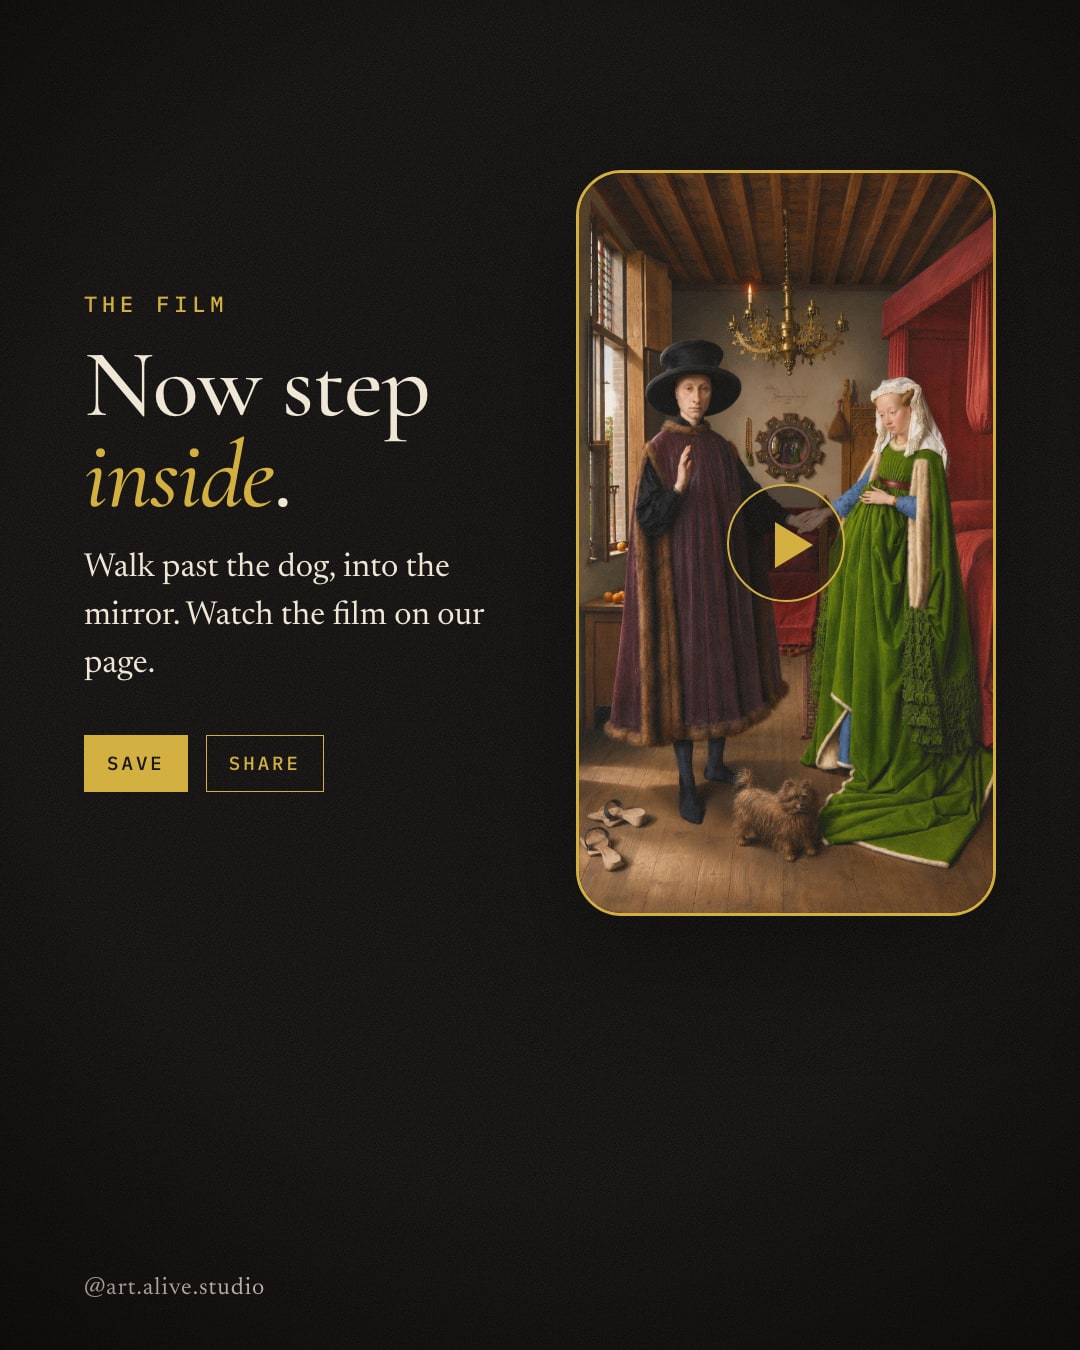 THE FILM
Now step
inside.
Walk past the dog, into the
mirror. Watch the film on our
page.
SAVE
SHARE
@art.alive.studio